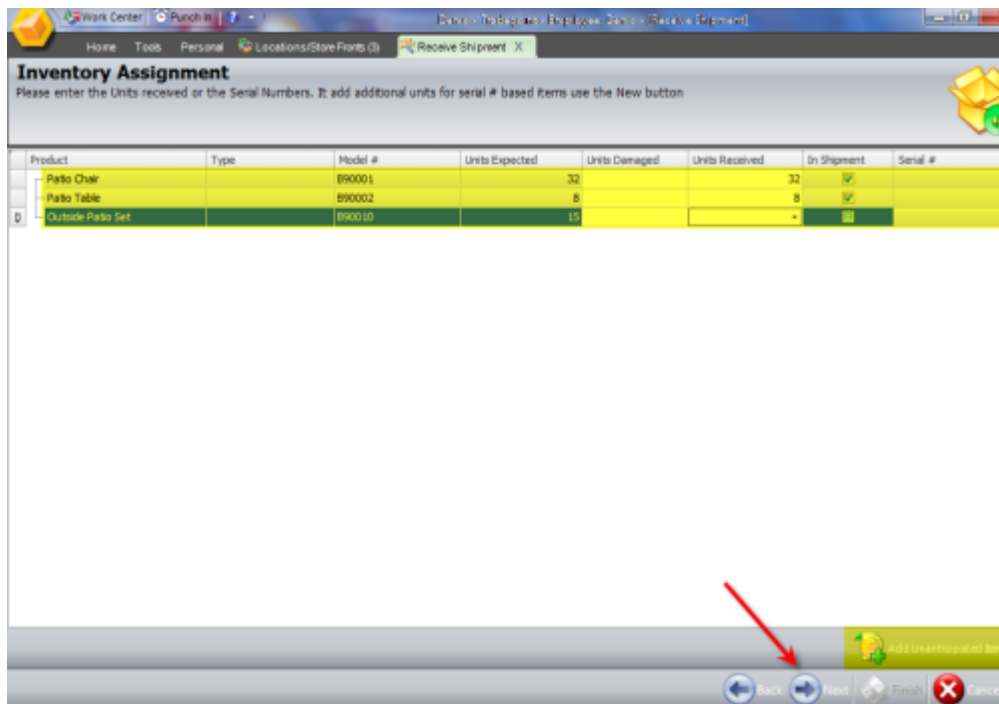 Work Center Punch in ?
Home Tools Personal Locations/Store Fronts (3) Receive Shipment X
Inventory Assignment
Please enter the Units received or the Serial Numbers. It add additional units for serial # based items use the New button
Product Type Model # Units Expected Units Damaged Units Received In Shipment Serial #
Patio Chair B90001 32 32
Patio Table B90002 8 8
Outside Patio Set B90010 15
Add Unantisipated
Back Next Finish Cance